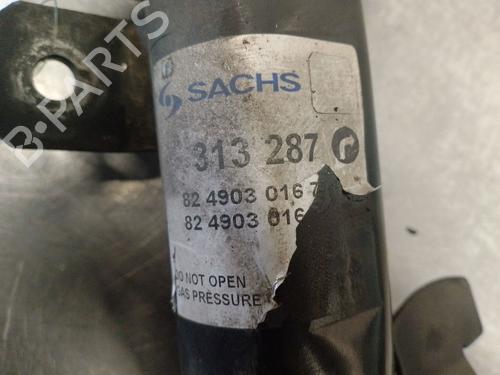 SACHS
313 287 r
82 4903 016 7
82 4903 016
DO NOT OPEN
GAS PRESSURE
B-PARTS